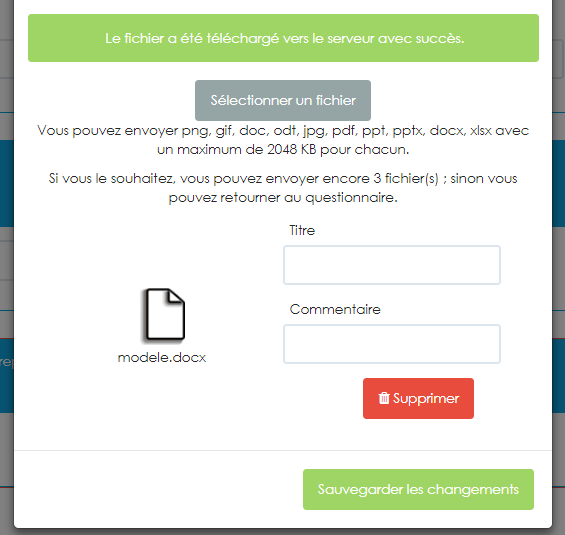 Le fichier a été téléchargé vers le serveur avec succès.
Sélectionner un fichier
Vous pouvez envoyer png, gif, doc, odt, jpg, pdf, ppt, pptx, docx, xlsx avec
un maximum de 2048 KB pour chacun.
Si vous le souhaitez, vous pouvez envoyer encore 3 fichier(s) ; sinon vous
pouvez retourner au questionnaire.
Titre
Commentaire
modele.docx
Supprimer
Sauvegarder les changements